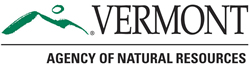 VERMONT
AGENCY OF NATURAL RESOURCES